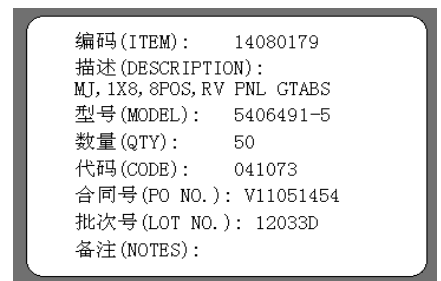 编码(ITEM): 14080179
描述(DESCRIPTION):
MJ,1X8,8POS,RV PNL GTABS
型号(MODEL): 5406491-5
数量(QTY): 50
代码(CODE): 041073
合同号(PO NO.): V11051454
批次号(LOT NO.): 12033D
备注(NOTES):